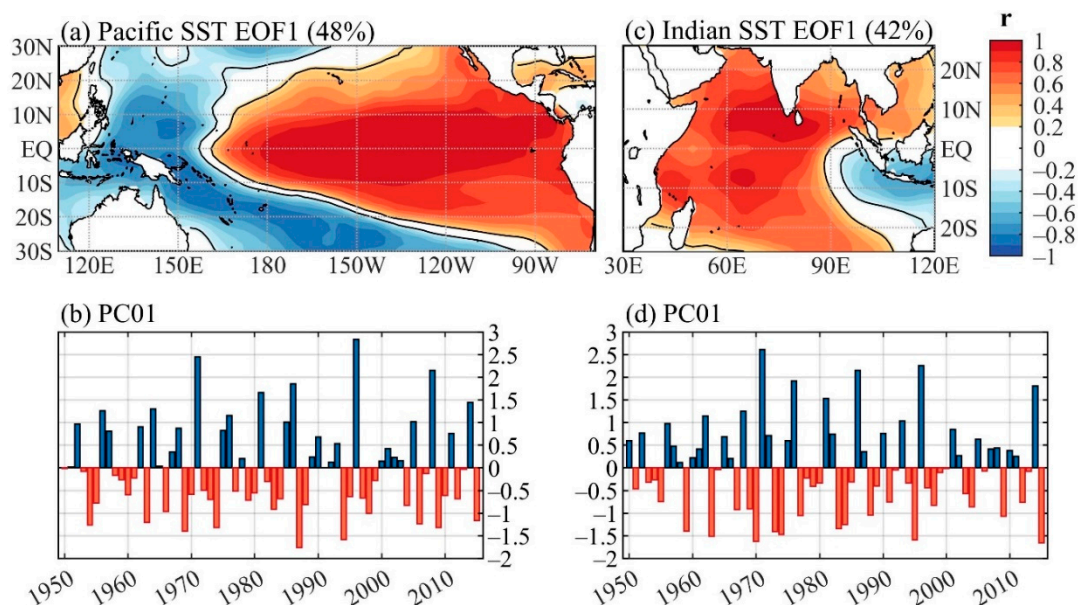 (a) Pacific SST EOF1 (48%)
30N
20N
10N
EQ
10S
20S
30S
120E 150E 180 150W 120W 90W
(c) Indian SST EOF1 (42%)
20N
10N
EQ
10S
20S
30E 60E 90E 120E
r
1
0.8
0.6
0.4
0.2
0
−0.2
−0.4
−0.6
−0.8
−1
(b) PC01
3
2.5
2
1.5
1
0.5
0
−0.5
−1
−1.5
−2
1950 1960 1970 1980 1990 2000 2010
(d) PC01
3
2.5
2
1.5
1
0.5
0
−0.5
−1
−1.5
−2
1950 1960 1970 1980 1990 2000 2010